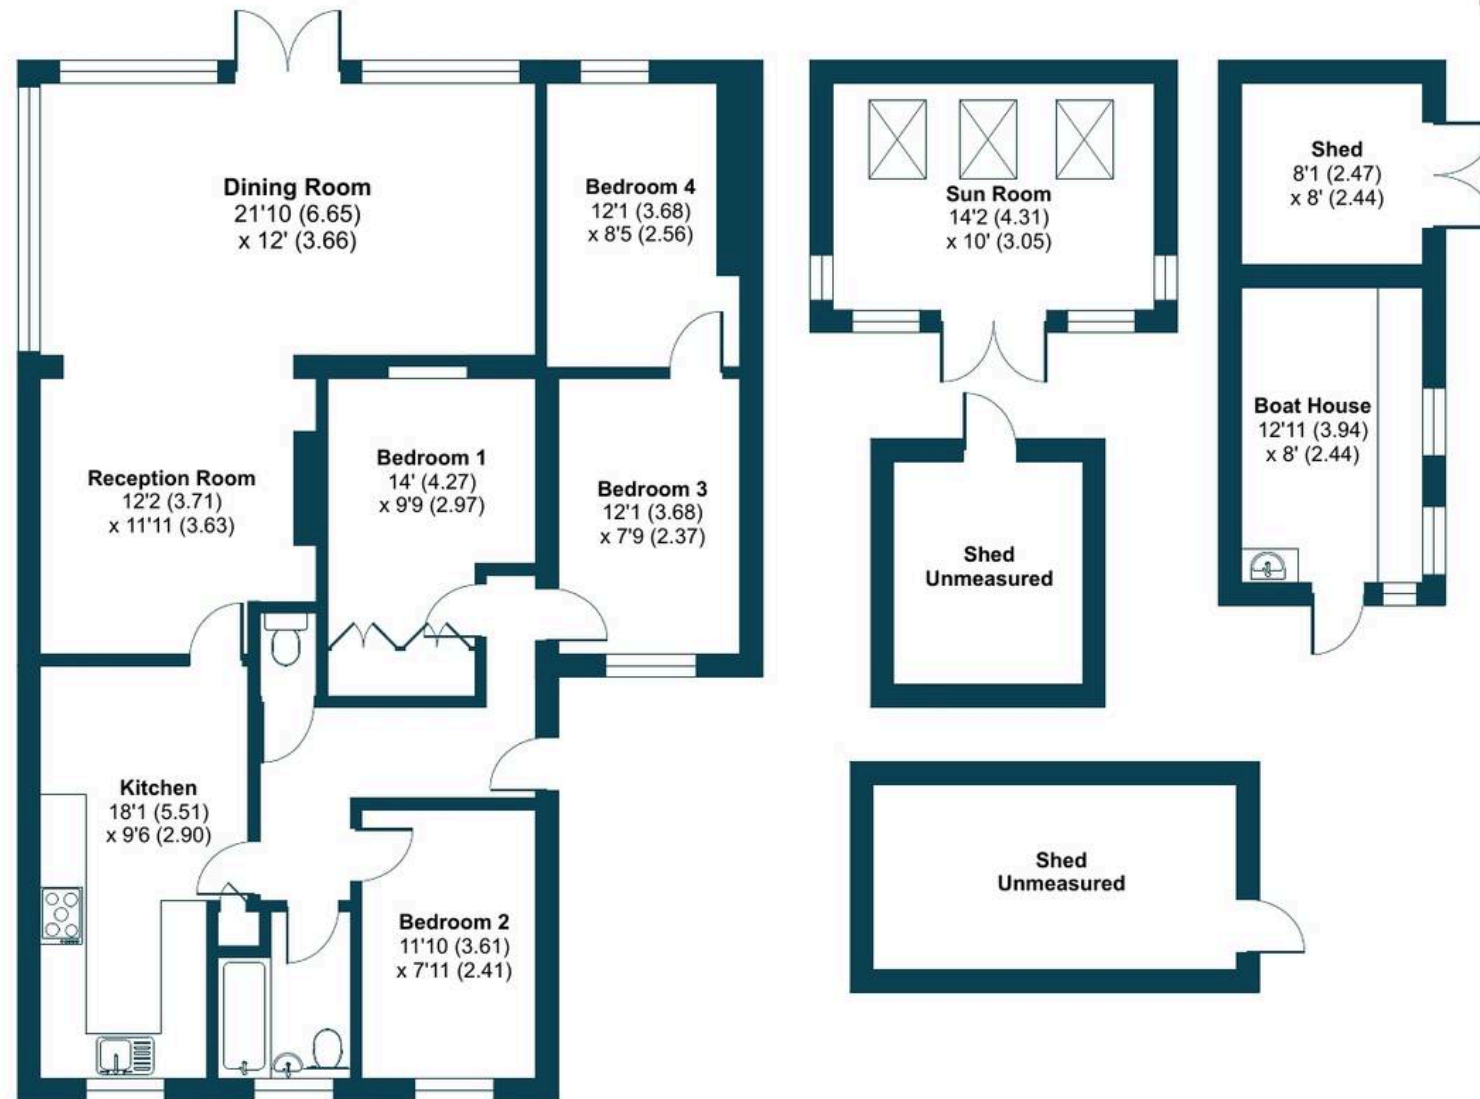 Dining Room
21'10 (6.65)
x 12' (3.66)
Bedroom 4
12'1 (3.68)
x 8'5 (2.56)
Sun Room
14'2 (4.31)
x 10' (3.05)
Shed
8'1 (2.47)
x 8' (2.44)
Reception Room
12'2 (3.71)
x 11'11 (3.63)
Bedroom 1
14' (4.27)
x 9'9 (2.97)
Bedroom 3
12'1 (3.68)
x 7'9 (2.37)
Boat House
12'11 (3.94)
x 8' (2.44)
Shed
Unmeasured
Kitchen
18'1 (5.51)
x 9'6 (2.90)
Bedroom 2
11'10 (3.61)
x 7'11 (2.41)
Shed
Unmeasured